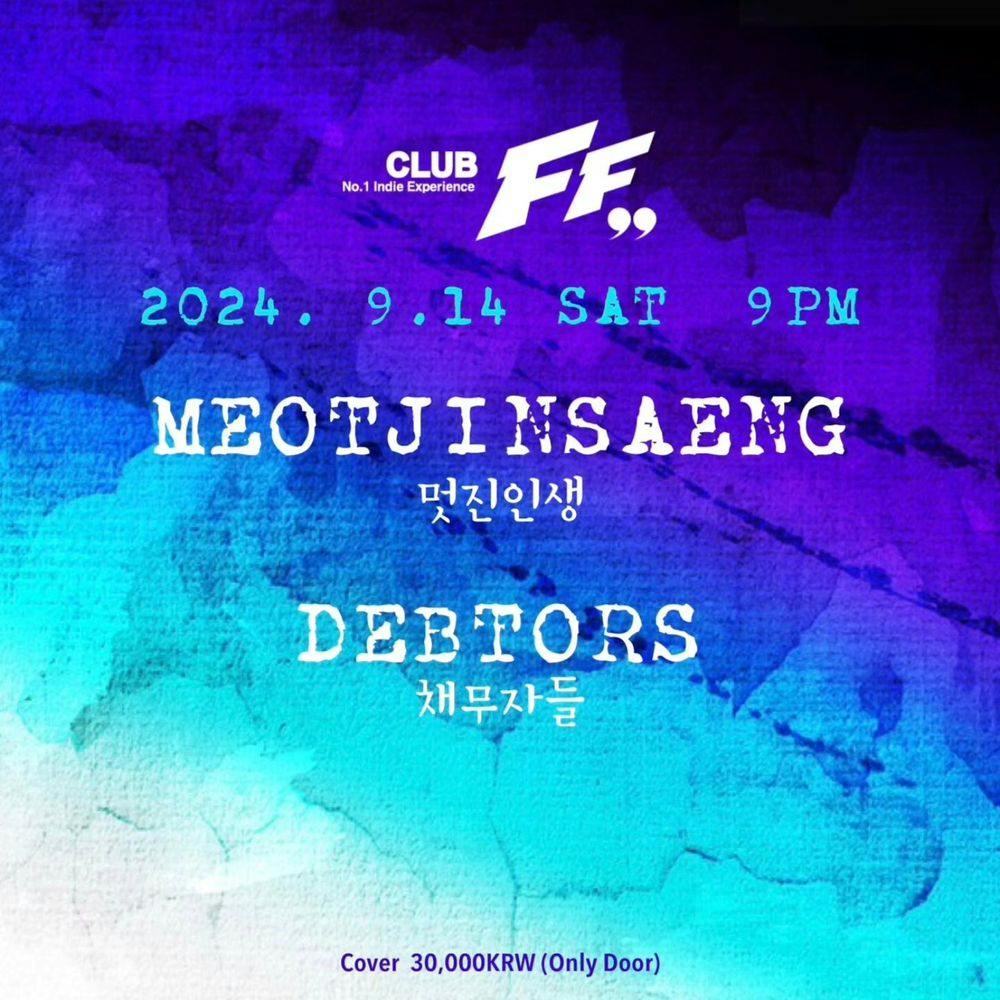 CLUB FF,,
No.1 Indie Experience
2024. 9.14 SAT 9PM
MEOTJINSAENG
멋진인생
DEBTORS
채무자들
Cover 30,000KRW (Only Door)